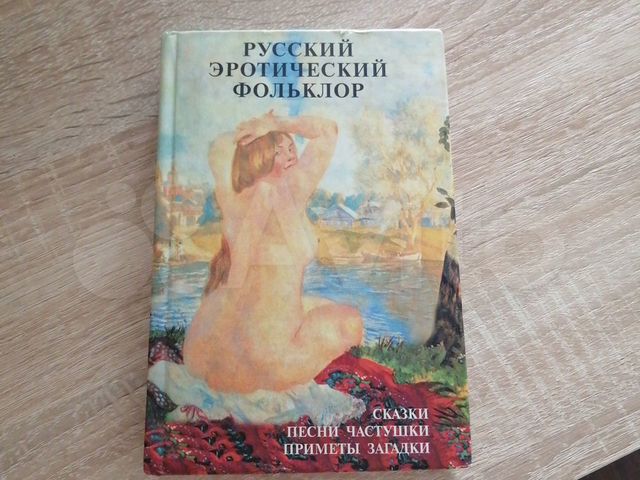 РУССКИЙ
ЭРОТИЧЕСКИЙ
ФОЛЬКЛОР
СКАЗКИ
ПЕСНИ ЧАСТУШКИ
ПРИМЕТЫ ЗАГАДКИ